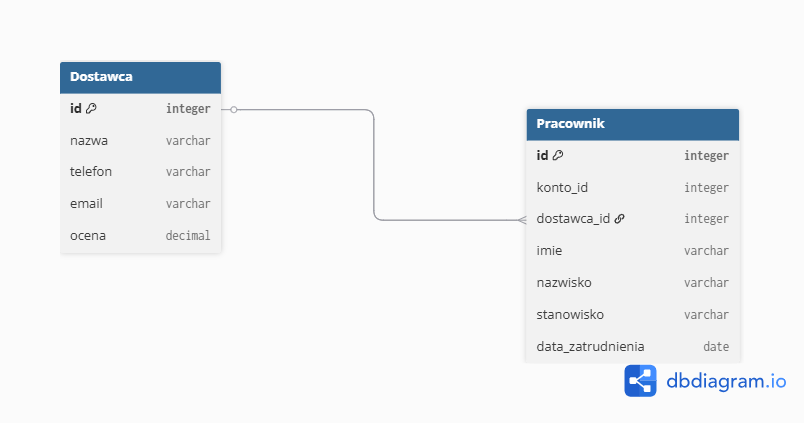 Dostawca
id integer
nazwa varchar
telefon varchar
email varchar
ocena decimal
Pracownik
id integer
konto_id integer
dostawca_id integer
imie varchar
nazwisko varchar
stanowisko varchar
data_zatrudnienia date
dbdiagram.io